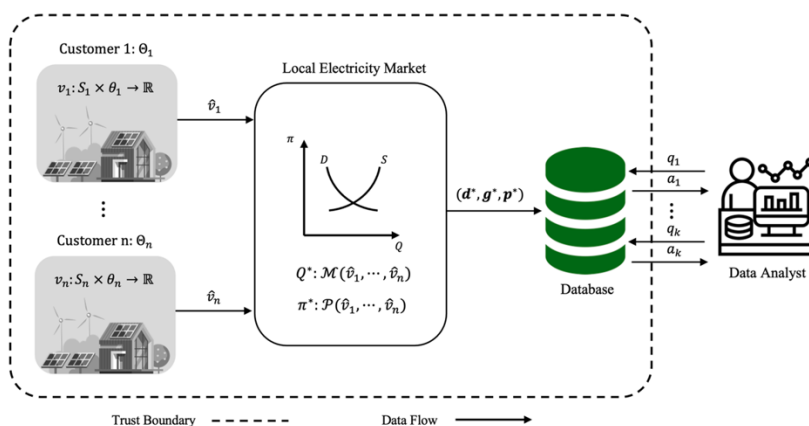 Customer 1: Θ₁
v₁: S₁ × θ₁ → ℝ
v̂₁
⋮
Customer n: Θₙ
vₙ: Sₙ × θₙ → ℝ
v̂ₙ
Local Electricity Market
π
D
S
Q
Q*: ℳ(v̂₁, ⋯, v̂ₙ)
π*: 𝒫(v̂₁, ⋯, v̂ₙ)
(d*, g*, p*)
Database
q₁
a₁
⋮
qₖ
aₖ
Data Analyst
Trust Boundary
Data Flow